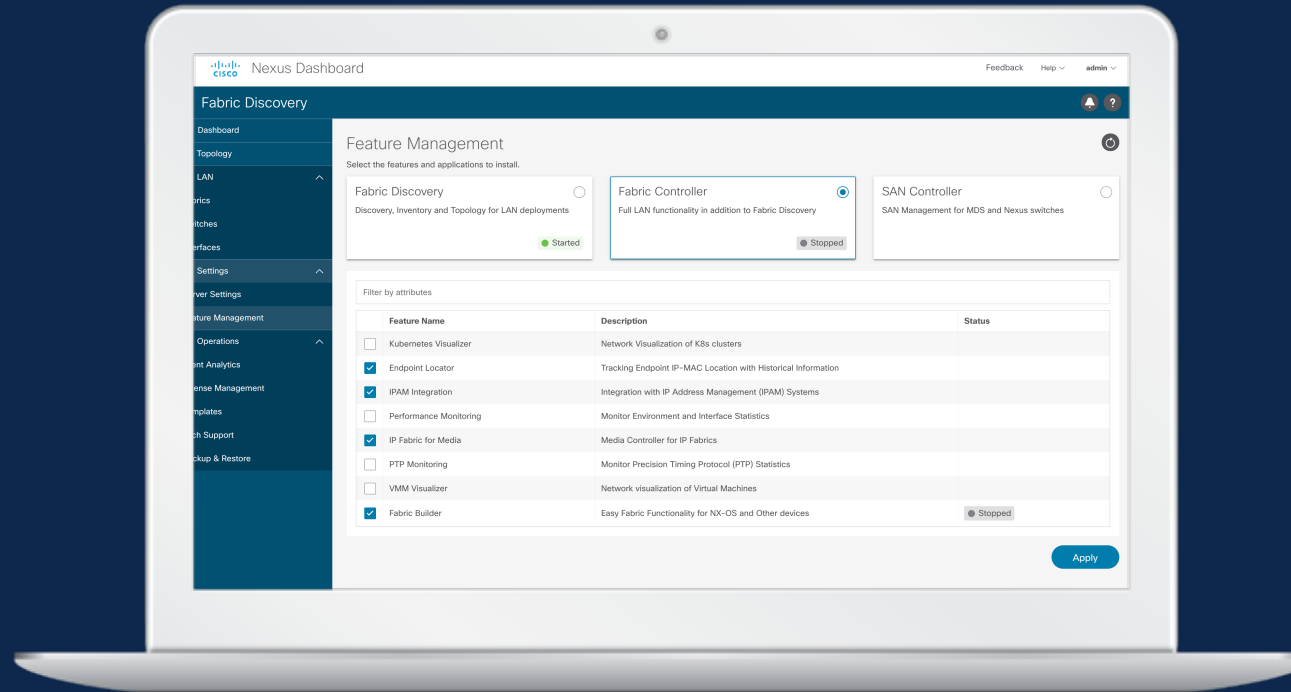 CISCO Nexus Dashboard Feedback Help admin
Fabric Discovery ?
Dashboard
Topology
LAN
brics
itches
erfaces
Settings
rver Settings
ature Management
Operations
ent Analytics
ense Management
mplates
ch Support
ckup & Restore
Feature Management
Select the features and applications to install.
Fabric Discovery
Discovery, Inventory and Topology for LAN deployments
Started
Fabric Controller
Full LAN functionality in addition to Fabric Discovery
Stopped
SAN Controller
SAN Management for MDS and Nexus switches
Filter by attributes
Feature Name Description Status
Kubernetes Visualizer Network Visualization of K8s clusters
Endpoint Locator Tracking Endpoint IP-MAC Location with Historical Information
IPAM Integration Integration with IP Address Management (IPAM) Systems
Performance Monitoring Monitor Environment and Interface Statistics
IP Fabric for Media Media Controller for IP Fabrics
PTP Monitoring Monitor Precision Timing Protocol (PTP) Statistics
VMM Visualizer Network visualization of Virtual Machines
Fabric Builder Easy Fabric Functionality for NX-OS and Other devices Stopped
Apply